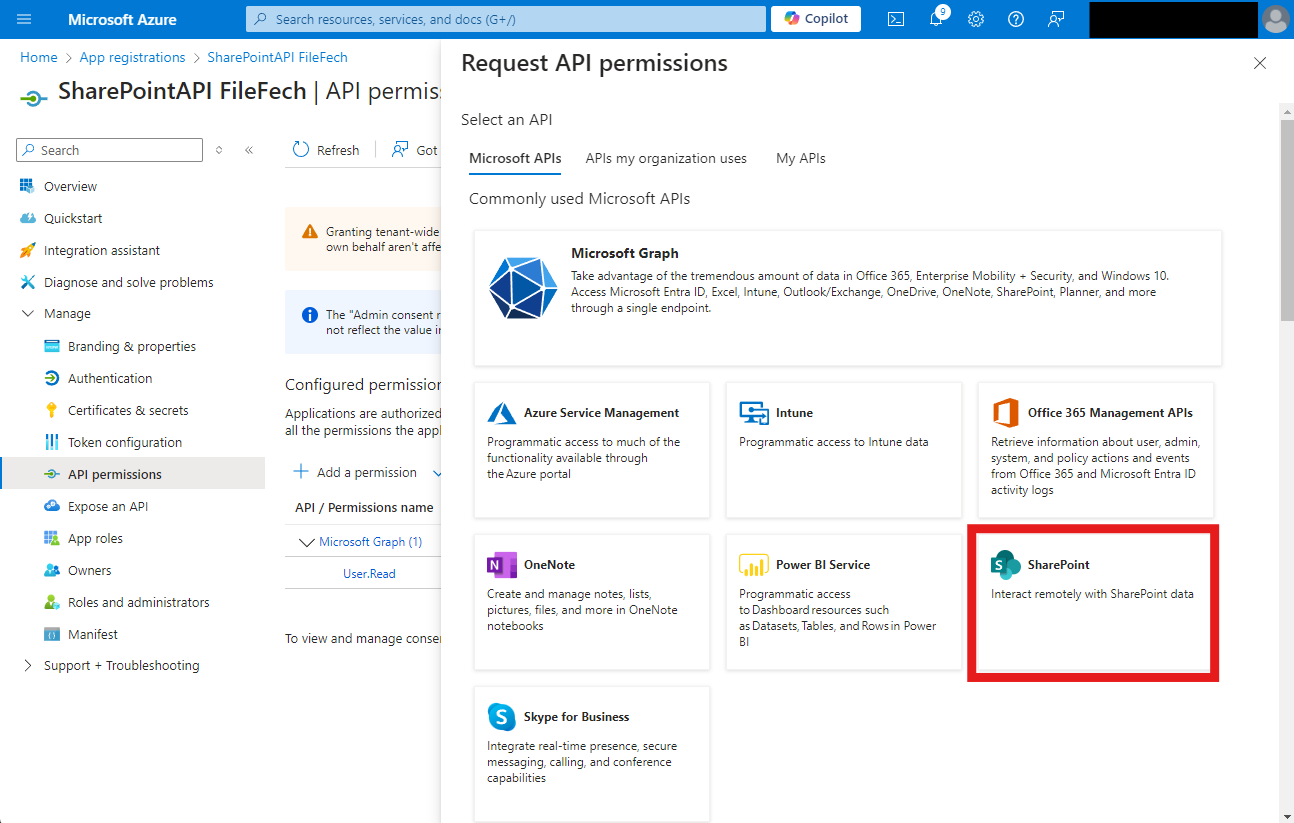 Microsoft Azure
Search resources, services, and docs (G+/)
Copilot
9
Home > App registrations > SharePointAPI FileFech
SharePointAPI FileFech | API permis
Search
Overview
Quickstart
Integration assistant
Diagnose and solve problems
Manage
Branding & properties
Authentication
Certificates & secrets
Token configuration
API permissions
Expose an API
App roles
Owners
Roles and administrators
Manifest
Support + Troubleshooting
Refresh
Got
Granting tenant-wide
own behalf aren't affe
The "Admin consent r
not reflect the value in
Configured permission
Applications are authorized
all the permissions the appl
Add a permission
API / Permissions name
Microsoft Graph (1)
User.Read
To view and manage conser
Request API permissions
Select an API
Microsoft APIs
APIs my organization uses
My APIs
Commonly used Microsoft APIs
Microsoft Graph
Take advantage of the tremendous amount of data in Office 365, Enterprise Mobility + Security, and Windows 10.
Access Microsoft Entra ID, Excel, Intune, Outlook/Exchange, OneDrive, OneNote, SharePoint, Planner, and more
through a single endpoint.
Azure Service Management
Programmatic access to much of the
functionality available through
the Azure portal
Intune
Programmatic access to Intune data
Office 365 Management APIs
Retrieve information about user, admin,
system, and policy actions and events
from Office 365 and Microsoft Entra ID
activity logs
N
OneNote
Create and manage notes, lists,
pictures, files, and more in OneNote
notebooks
Power BI Service
Programmatic access
to Dashboard resources such
as Datasets, Tables, and Rows in Power
BI
S
SharePoint
Interact remotely with SharePoint data
S
Skype for Business
Integrate real-time presence, secure
messaging, calling, and conference
capabilities